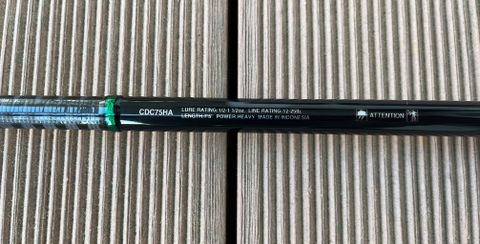 CDC75HA
LURE RATING:1/2-1 1/2oz. LINE RATING:12-25lb.
LENGTH:7'5" POWER:HEAVY MADE IN INDONESIA
ATTENTION